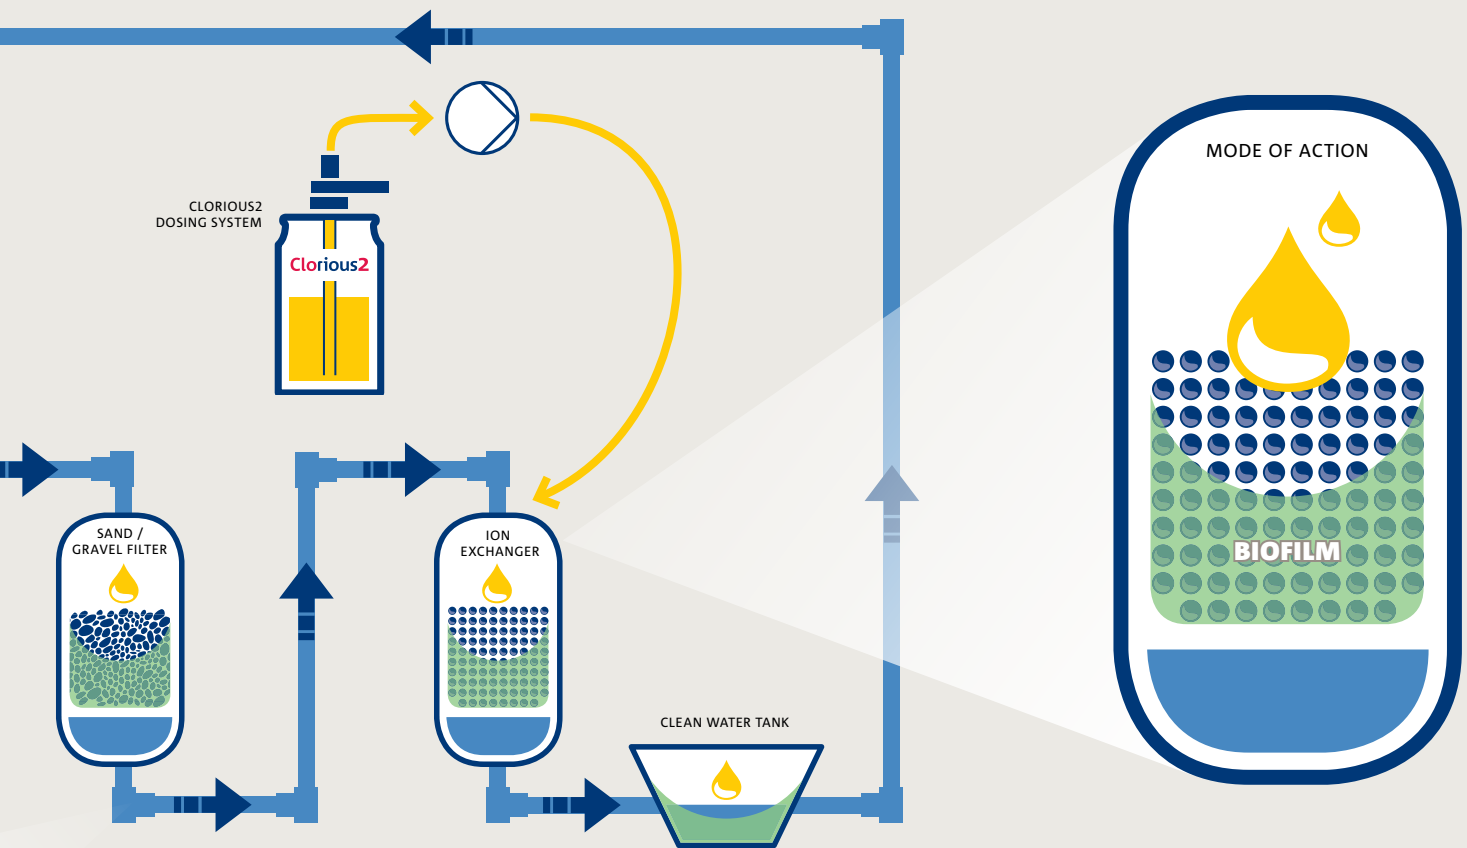 MODE OF ACTION
CLORIOUS2
DOSING SYSTEM
Clorious2
SAND /
GRAVEL FILTER
ION
EXCHANGER
BIOFILM
CLEAN WATER TANK